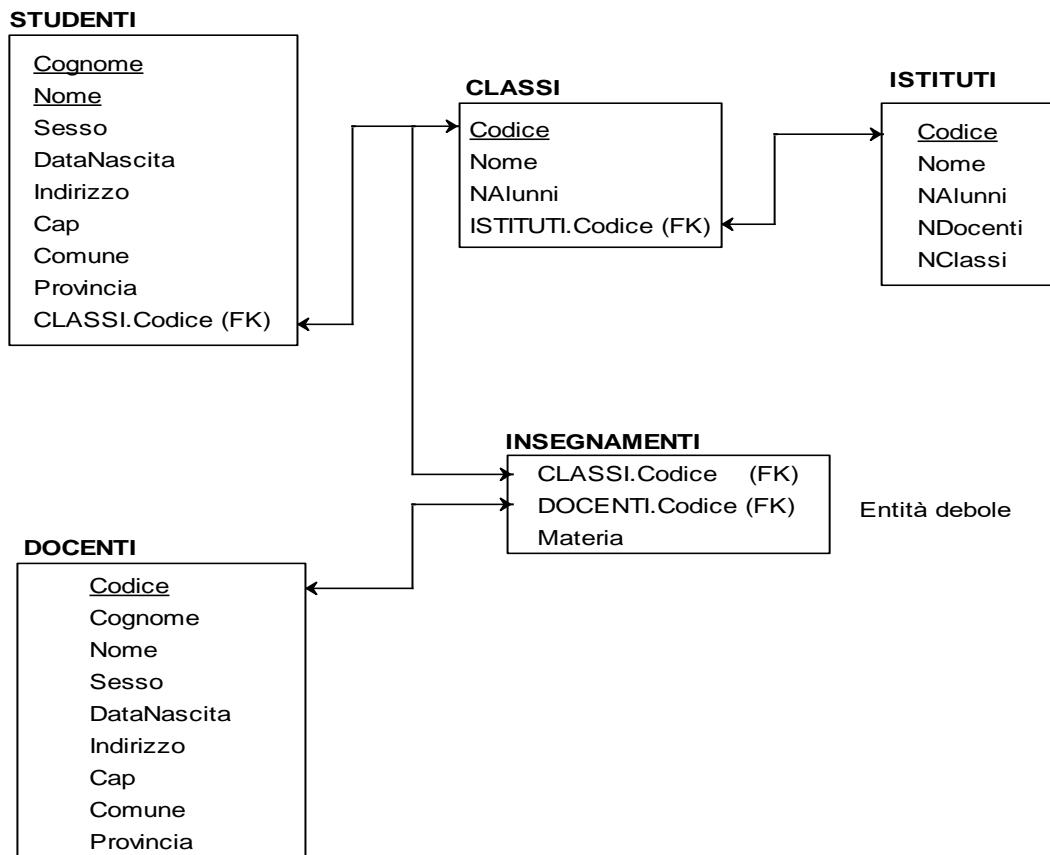 STUDENTI
Cognome
Nome
Sesso
DataNascita
Indirizzo
Cap
Comune
Provincia
CLASSI.Codice (FK)
CLASSI
Codice
Nome
NAlunni
ISTITUTI.Codice (FK)
ISTITUTI
Codice
Nome
NAlunni
NDocenti
NClassi
INSEGNAMENTI
CLASSI.Codice (FK)
DOCENTI.Codice (FK)
Materia
Entità debole
DOCENTI
Codice
Cognome
Nome
Sesso
DataNascita
Indirizzo
Cap
Comune
Provincia